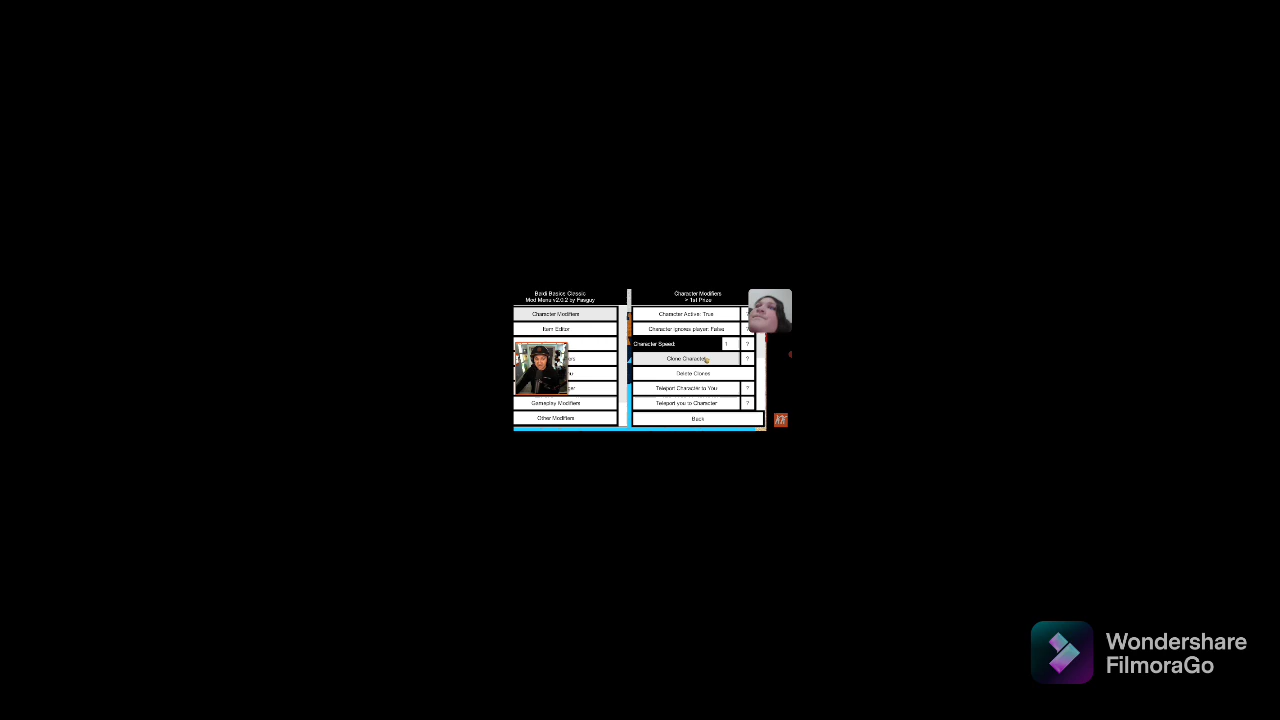 Baldi Basics Classic
Mod Menu v2.0.2 by Fasguy
Character Modifiers
Item Editor
Gameplay Modifiers
Other Modifiers
Character Modifiers
> 1st Prize
Character Active: True
Character ignores player: False
?
Character Speed:
1
?
Clone Character
?
Delete Clones
Teleport Character to You
?
Teleport you to Character
?
Back
Wondershare
FilmoraGo